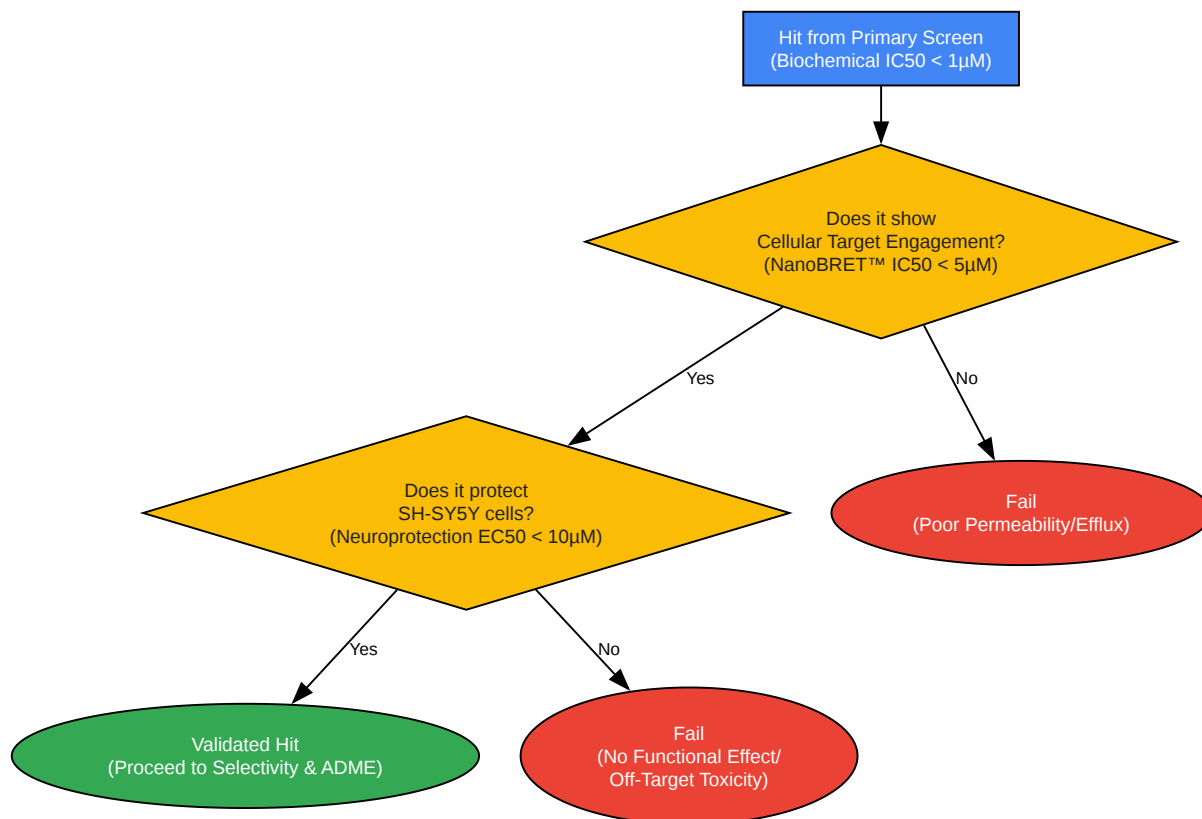 Hit from Primary Screen
(Biochemical IC50 < 1µM)
Does it show
Cellular Target Engagement?
(NanoBRET™ IC50 < 5µM)
Yes
No
Does it protect
SH-SY5Y cells?
(Neuroprotection EC50 < 10µM)
Fail
(Poor Permeability/Efflux)
Yes
No
Validated Hit
(Proceed to Selectivity & ADME)
Fail
(No Functional Effect/
Off-Target Toxicity)